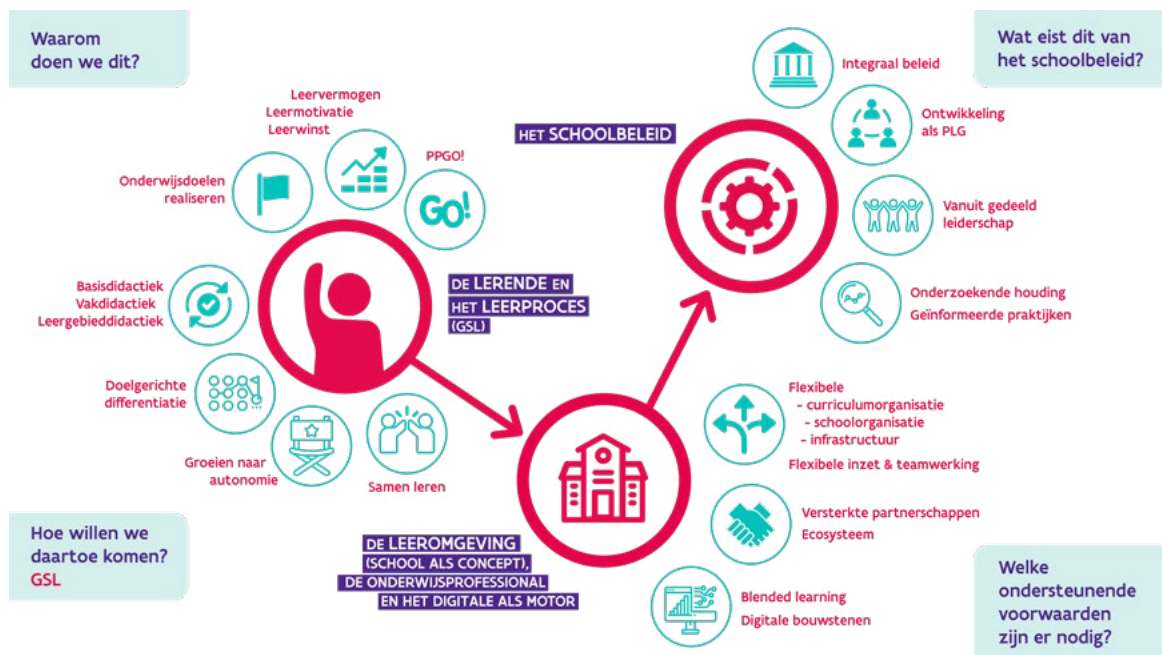 Waarom
doen we dit?
Leervermogen
Leermotivatie
Leerwinst
PPGO!
GO!
Onderwijsdoelen
realiseren
Basisdidactiek
Vakdidactiek
Leergebieddidactiek
Doelgerichte
differentiatie
Groeien naar
autonomie
Samen leren
DE LERENDE EN
HET LEERPROCES
(GSL)
Hoe willen we
daartoe komen?
GSL
DE LEEROMGEVING
(SCHOOL ALS CONCEPT),
DE ONDERWIJSPROFESSIONAL
EN HET DIGITALE ALS MOTOR
HET SCHOOLBELEID
Wat eist dit van
het schoolbeleid?
Integraal beleid
Ontwikkeling
als PLG
Vanuit gedeeld
leiderschap
Onderzoekende houding
Geïnformeerde praktijken
Flexibele
- curriculumorganisatie
- schoolorganisatie
- infrastructuur
Flexibele inzet & teamwerking
Versterkte partnerschappen
Ecosysteem
Blended learning
Digitale bouwstenen
Welke
ondersteunende
voorwaarden
zijn er nodig?